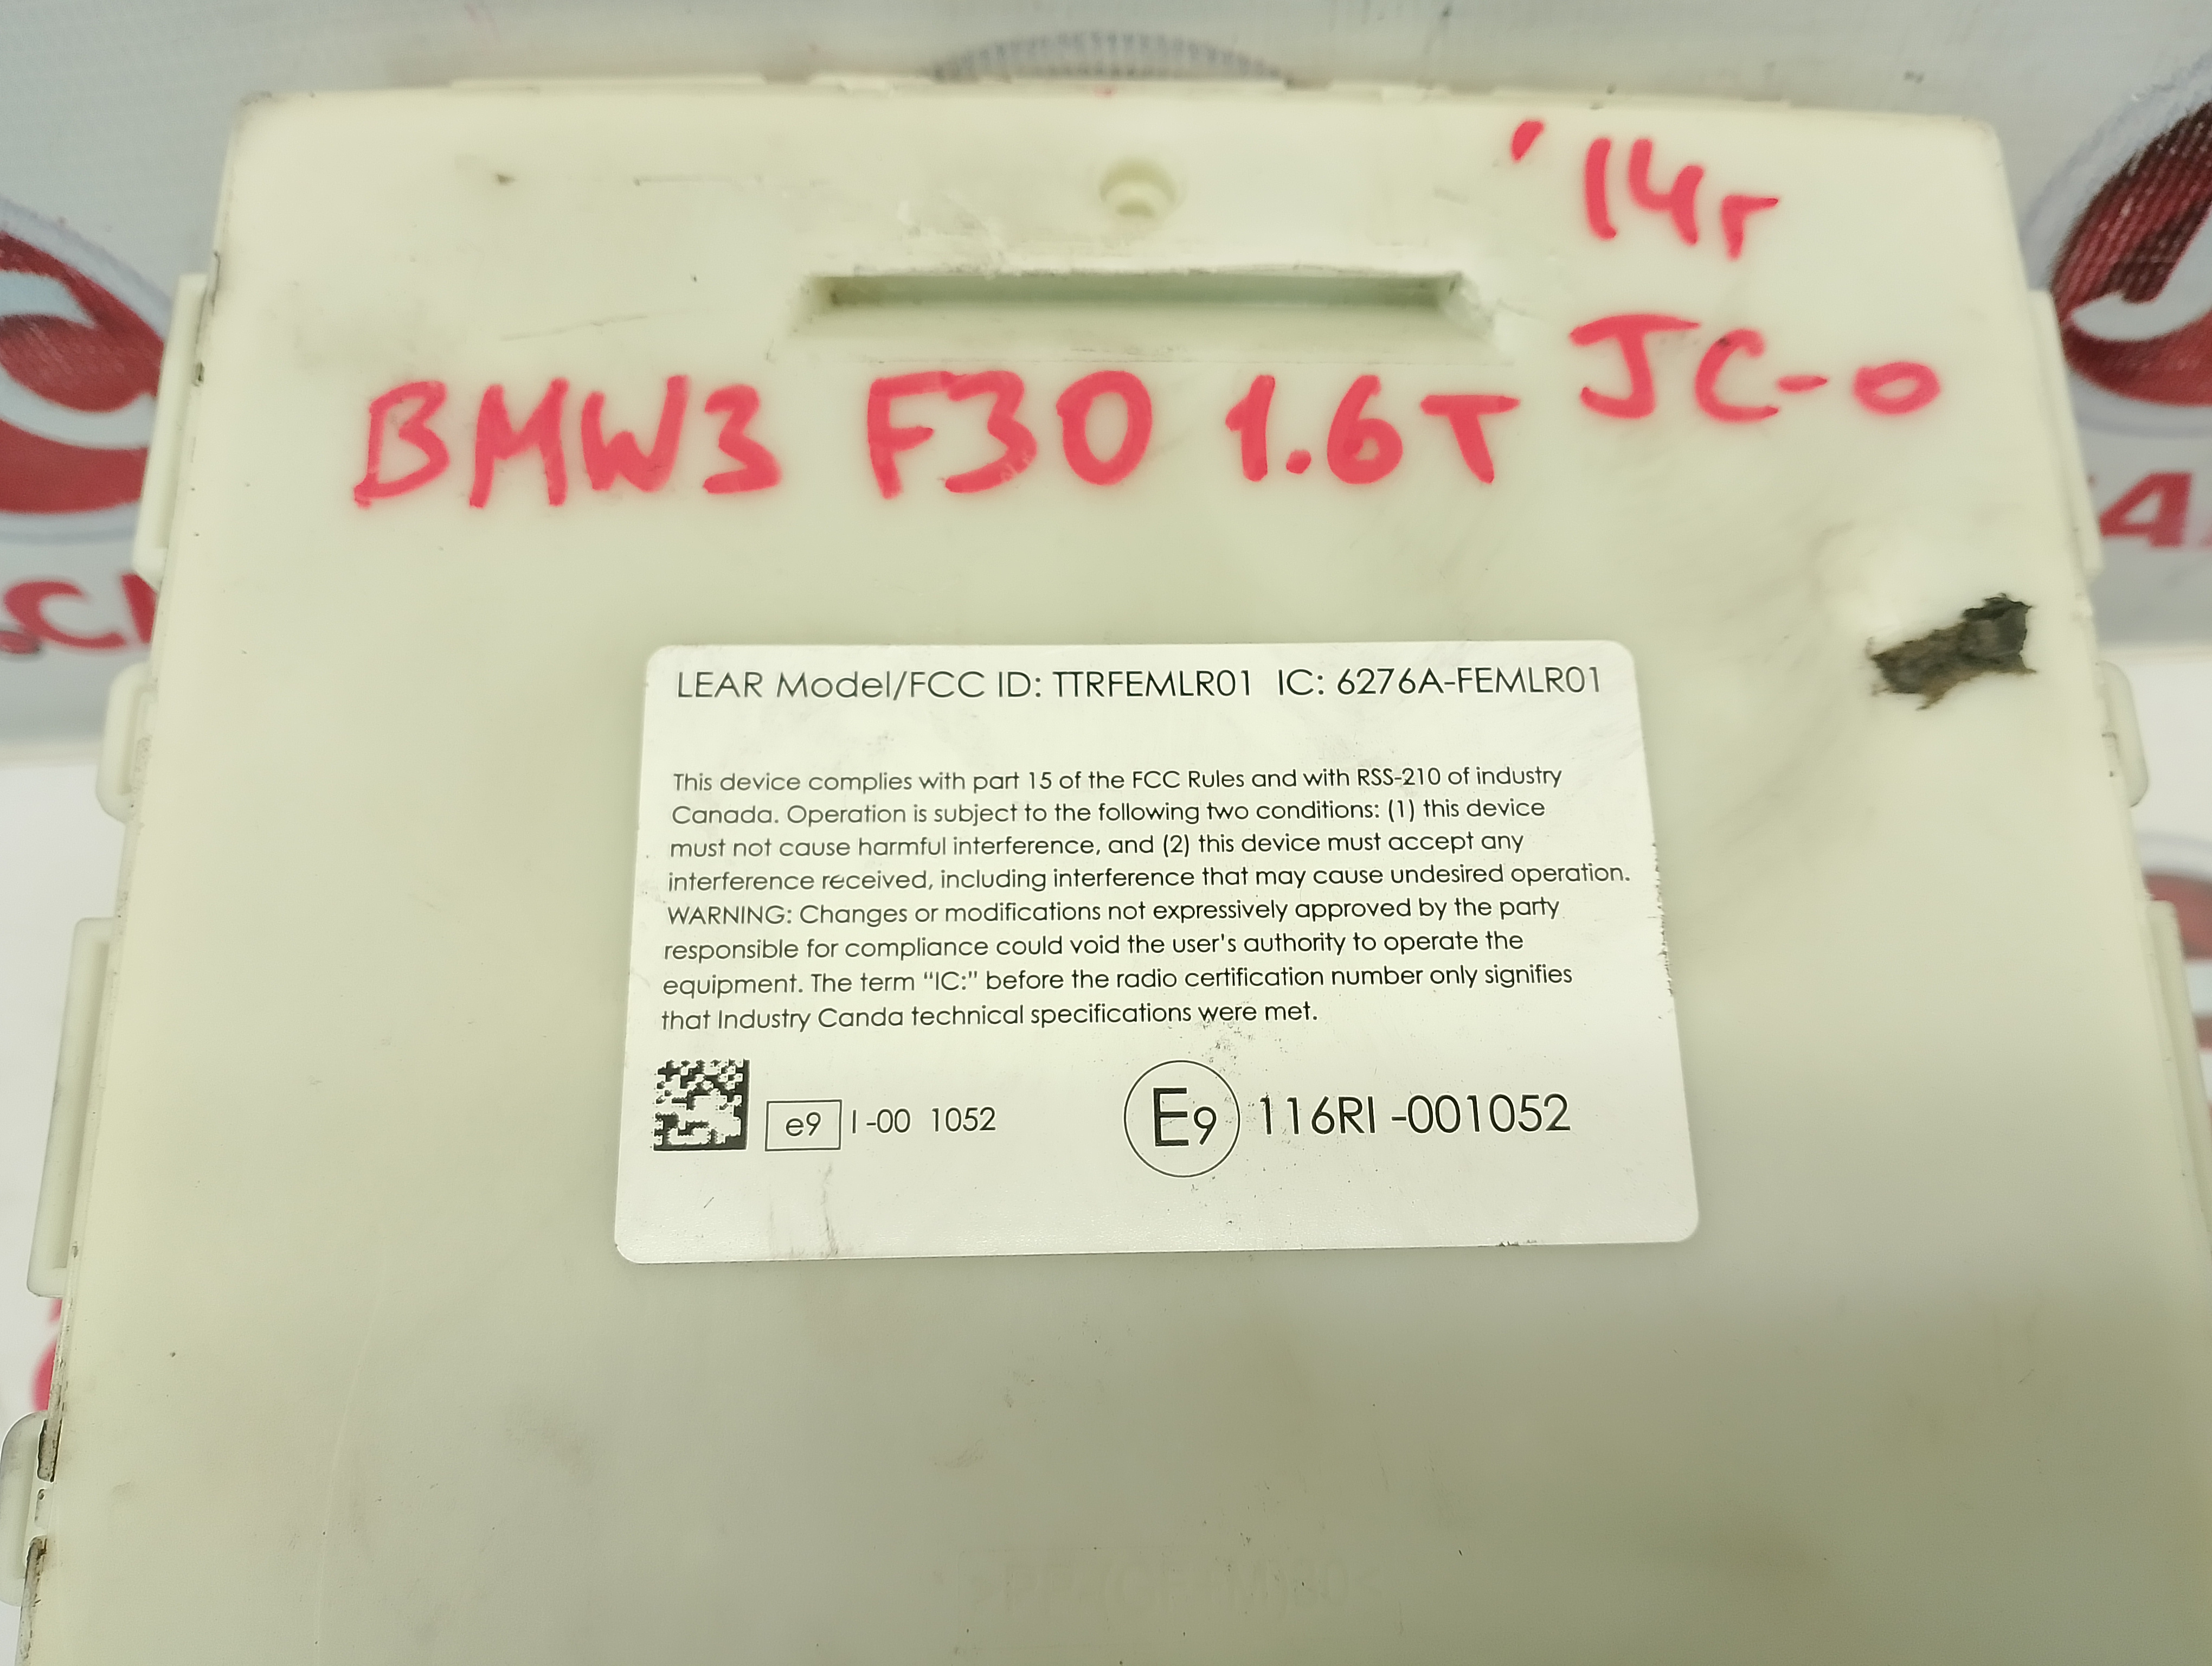 '14г
JC-0
BMW3 F30 1.6T
LEAR Model/FCC ID: TTRFEMLR01 IC: 6276A-FEMLR01
This device complies with part 15 of the FCC Rules and with RSS-210 of industry
Canada. Operation is subject to the following two conditions: (1) this device
must not cause harmful interference, and (2) this device must accept any
interference received, including interference that may cause undesired operation.
WARNING: Changes or modifications not expressively approved by the party
responsible for compliance could void the user's authority to operate the
equipment. The term “IC:” before the radio certification number only signifies
that Industry Canda technical specifications were met.
e9 I-00 1052
E9 116RI -001052